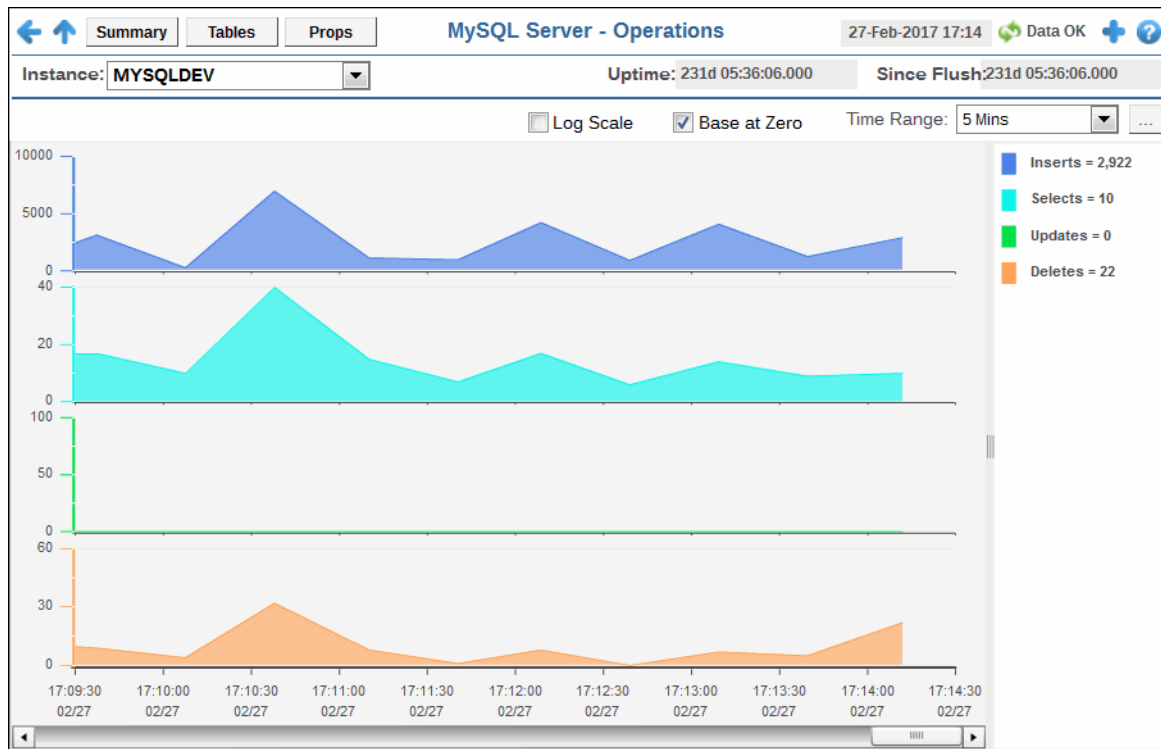 Summary Tables Props MySQL Server - Operations 27-Feb-2017 17:14 Data OK
Instance: MYSQLDEV Uptime: 231d 05:36:06.000 Since Flush: 231d 05:36:06.000
Log Scale Base at Zero Time Range: 5 Mins ...
10000
5000
0
40
20
0
100
50
0
60
30
0
Inserts = 2,922
Selects = 10
Updates = 0
Deletes = 22
17:09:30 17:10:00 17:10:30 17:11:00 17:11:30 17:12:00 17:12:30 17:13:00 17:13:30 17:14:00 17:14:30
02/27 02/27 02/27 02/27 02/27 02/27 02/27 02/27 02/27 02/27 02/27